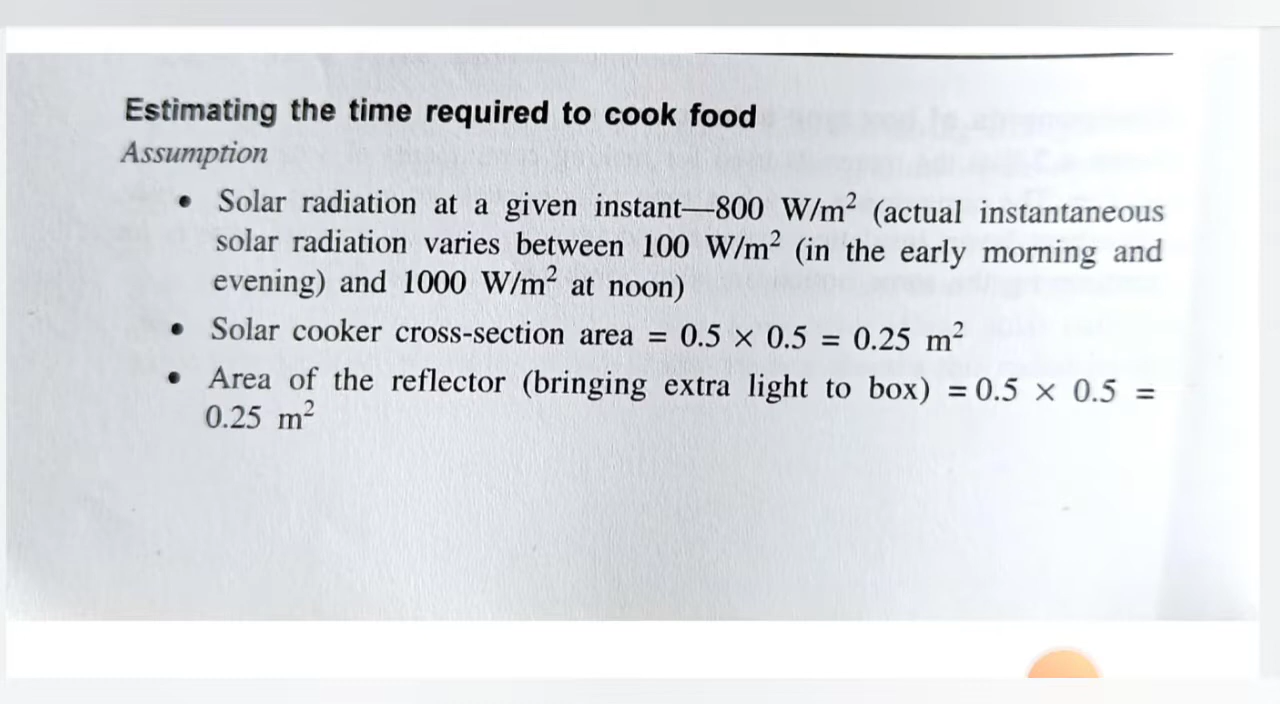 Estimating the time required to cook food
Assumption
• Solar radiation at a given instant—800 W/m² (actual instantaneous
solar radiation varies between 100 W/m² (in the early morning and
evening) and 1000 W/m² at noon)
• Solar cooker cross-section area = 0.5 × 0.5 = 0.25 m²
• Area of the reflector (bringing extra light to box) = 0.5 × 0.5 =
0.25 m²